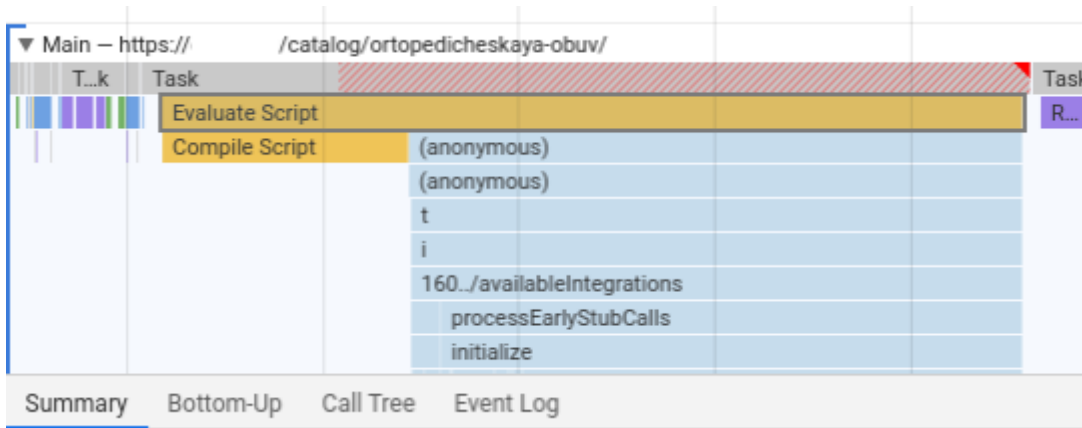 ▼ Main — https:// /catalog/ortopedicheskaya-obuv/
T...k Task Task
Evaluate Script R...
Compile Script (anonymous)
(anonymous)
t
i
160../availableIntegrations
processEarlyStubCalls
initialize
Summary Bottom-Up Call Tree Event Log